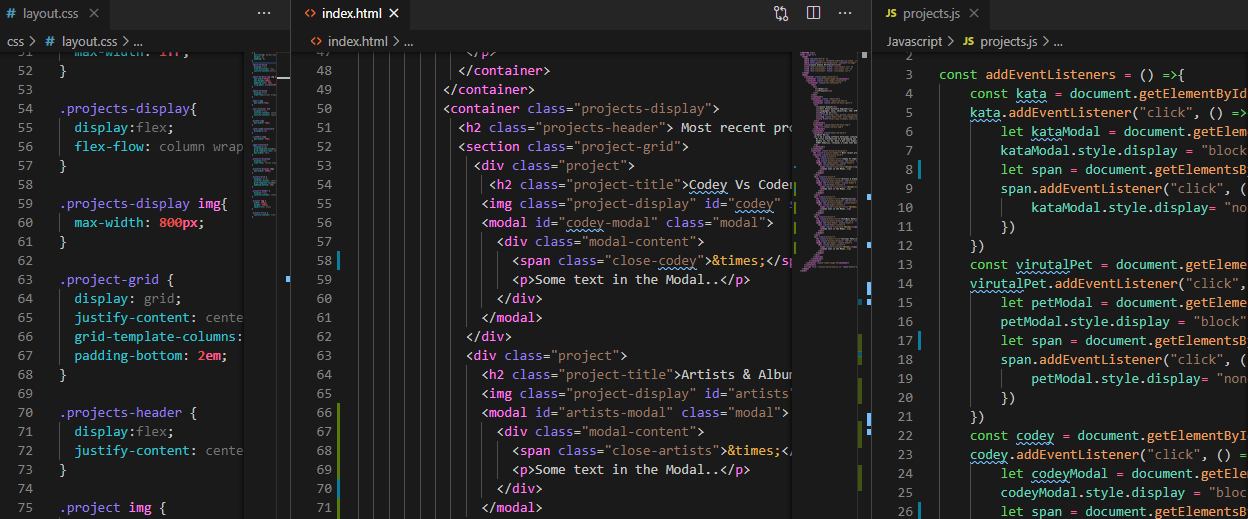 layout.css
css > layout.css > ...
51 max-width: 1fr;
52 }
53
54 .projects-display{
55 display:flex;
56 flex-flow: column wrap
57 }
58
59 .projects-display img{
60 max-width: 800px;
61 }
62
63 .project-grid {
64 display: grid;
65 justify-content: cente
66 grid-template-columns:
67 padding-bottom: 2em;
68 }
69
70 .projects-header {
71 display:flex;
72 justify-content: cente
73 }
74
75 .project img {
index.html
index.html > ...
47 </p>
48 </container>
49 </container>
50 <container class="projects-display">
51 <h2 class="projects-header"> Most recent pro
52 <section class="project-grid">
53 <div class="project">
54 <h2 class="project-title">Codey Vs Coder
55 <img class="project-display" id="codey"
56 <modal id="codey-modal" class="modal">
57 <div class="modal-content">
58 <span class="close-codey">&times;</sp
59 <p>Some text in the Modal..</p>
60 </div>
61 </modal>
62 </div>
63 <div class="project">
64 <h2 class="project-title">Artists & Albu
65 <img class="project-display" id="artists"
66 <modal id="artists-modal" class="modal">
67 <div class="modal-content">
68 <span class="close-artists">&times;</
69 <p>Some text in the Modal..</p>
70 </div>
71 </modal>
JS projects.js
Javascript > JS projects.js > ...
2
3 const addEventListeners = () =>{
4 const kata = document.getElementById
5 kata.addEventListener("click", () =>
6 let kataModal = document.getElem
7 kataModal.style.display = "block
8 let span = document.getElementsB
9 span.addEventListener("click", (
10 kataModal.style.display= "non
11 })
12 })
13 const virutalPet = document.getEleme
14 virutalPet.addEventListener("click",
15 let petModal = document.getEleme
16 petModal.style.display = "block"
17 let span = document.getElementsBy
18 span.addEventListener("click", (
19 petModal.style.display= "non
20 })
21 })
22 const codey = document.getElementById
23 codey.addEventListener("click", () =
24 let codeyModal = document.getEle
25 codeyModal.style.display = "bloc
26 let span = document.getElementsB